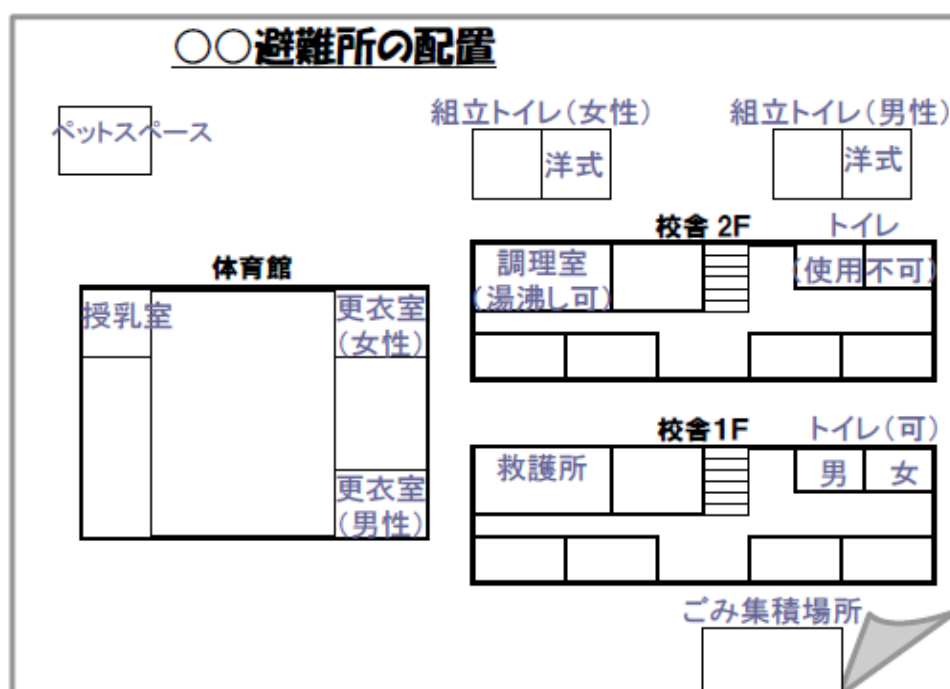 ○○避難所の配置
ペットスペース
組立トイレ(女性)
組立トイレ(男性)
洋式
洋式
校舎 2F
トイレ
(使用不可)
調理室
(湯沸し可)
体育館
授乳室
更衣室
(女性)
更衣室
(男性)
校舎1F
トイレ(可)
救護所
男
女
ごみ集積場所